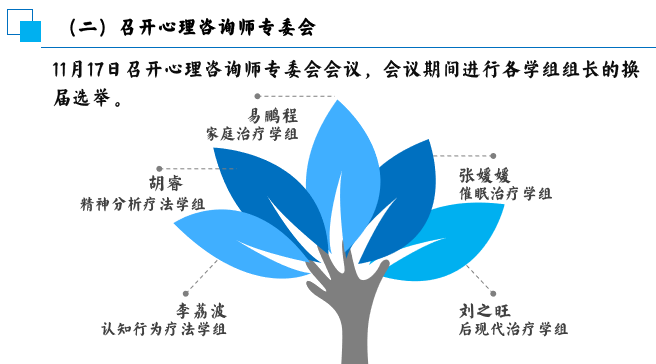 （二）召开心理咨询师专委会
11月17日召开心理咨询师专委会会议，会议期间进行各学组组长的换
届选举。
易鹏程
家庭治疗学组
胡睿
精神分析疗法学组
张媛媛
催眠治疗学组
李荔波
认知行为疗法学组
刘之旺
后现代治疗学组